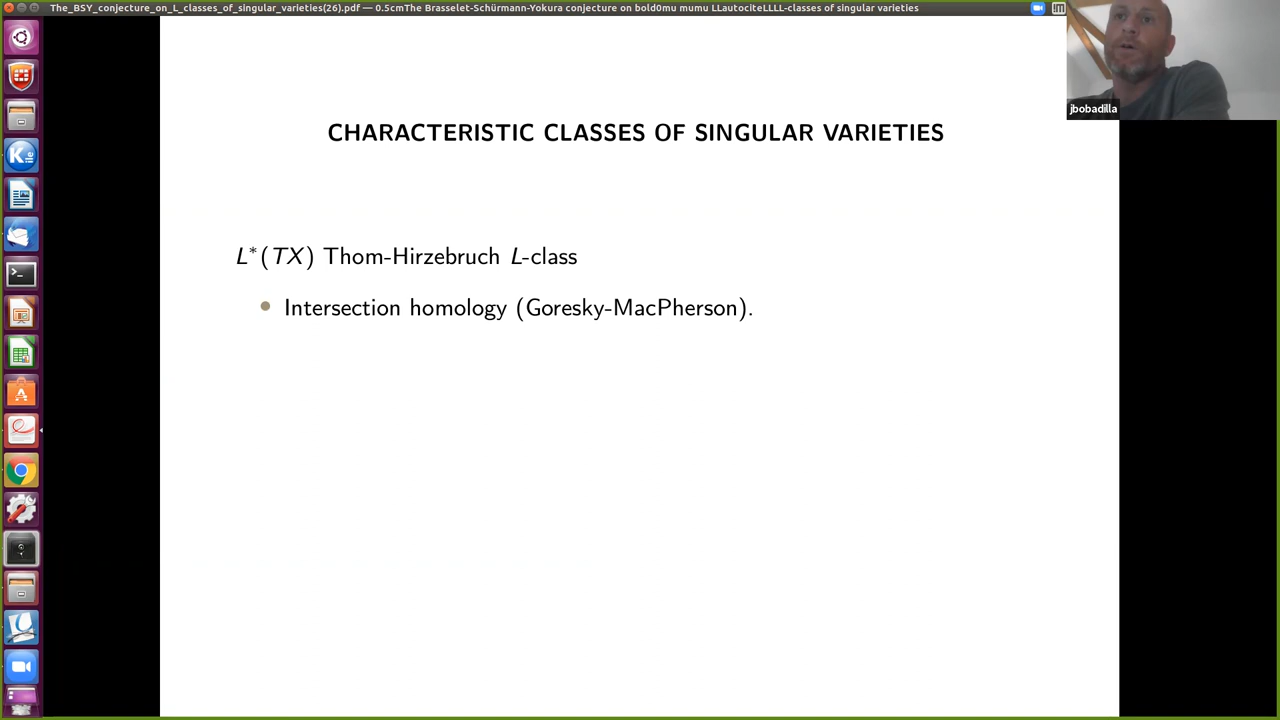 The_BSY_conjecture_on_L_classes_of_singular_varieties(26).pdf — 0.5cmThe Brasselet-Schürmann-Yokura conjecture on bold0mu mumu LLautociteLLLL-classes of singular varieties
jbobadilla
CHARACTERISTIC CLASSES OF SINGULAR VARIETIES
L*(TX) Thom-Hirzebruch L-class
• Intersection homology (Goresky-MacPherson).